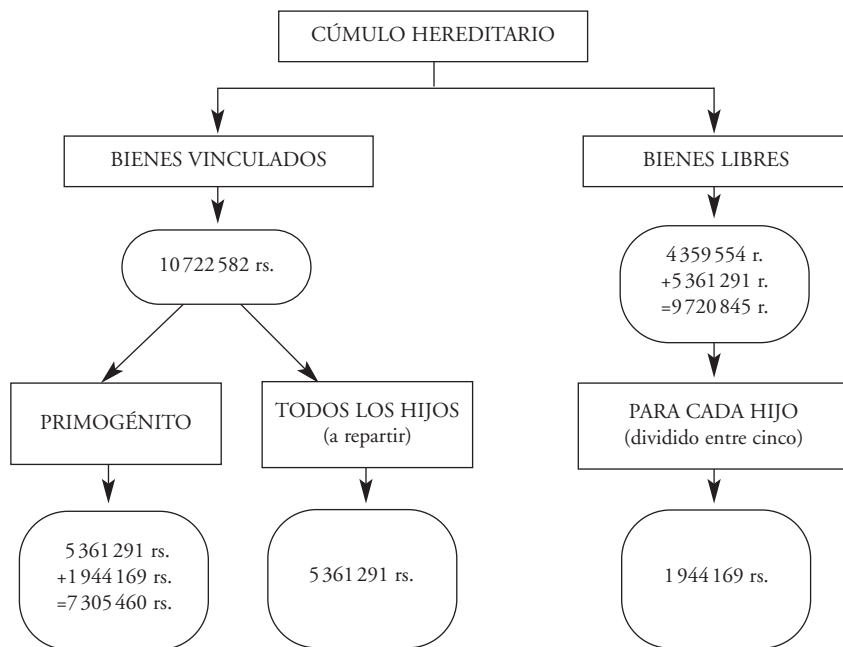 CÚMULO HEREDITARIO
BIENES VINCULADOS
BIENES LIBRES
10 722 582 rs.
4 359 554 r.
+5 361 291 r.
=9 720 845 r.
PRIMOGÉNITO
TODOS LOS HIJOS
(a repartir)
PARA CADA HIJO
(dividido entre cinco)
5 361 291 rs.
+1 944 169 rs.
=7 305 460 rs.
5 361 291 rs.
1 944 169 rs.